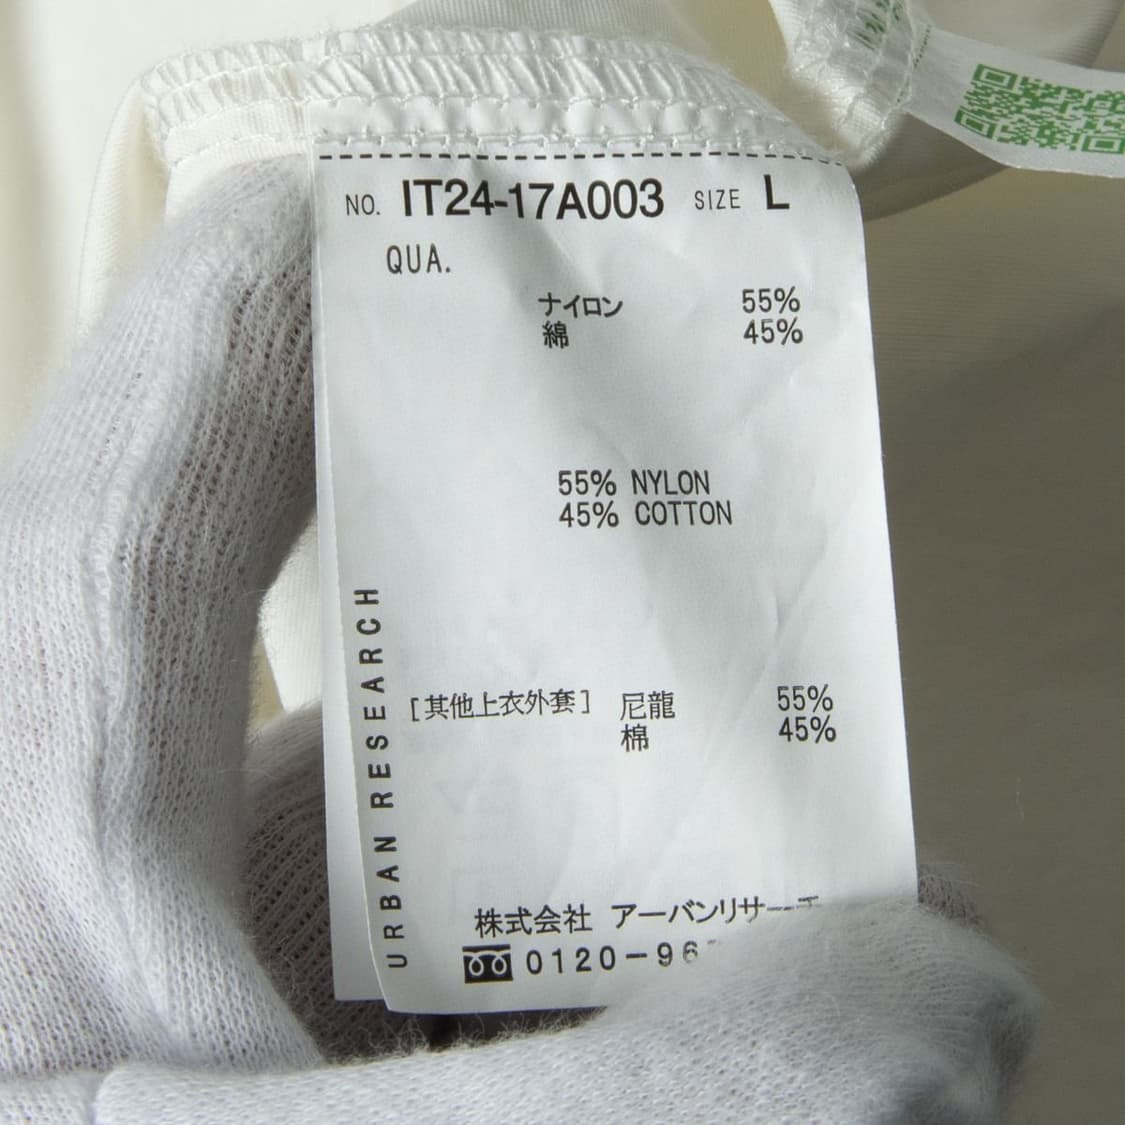 NO. IT24-17A003 SIZE L
QUA.
ナイロン 55%
綿 45%
55% NYLON
45% COTTON
[其他上衣外套] 尼龍 55%
棉 45%
URBAN RESEARCH
株式会社 アーバンリサーチ
0120-96